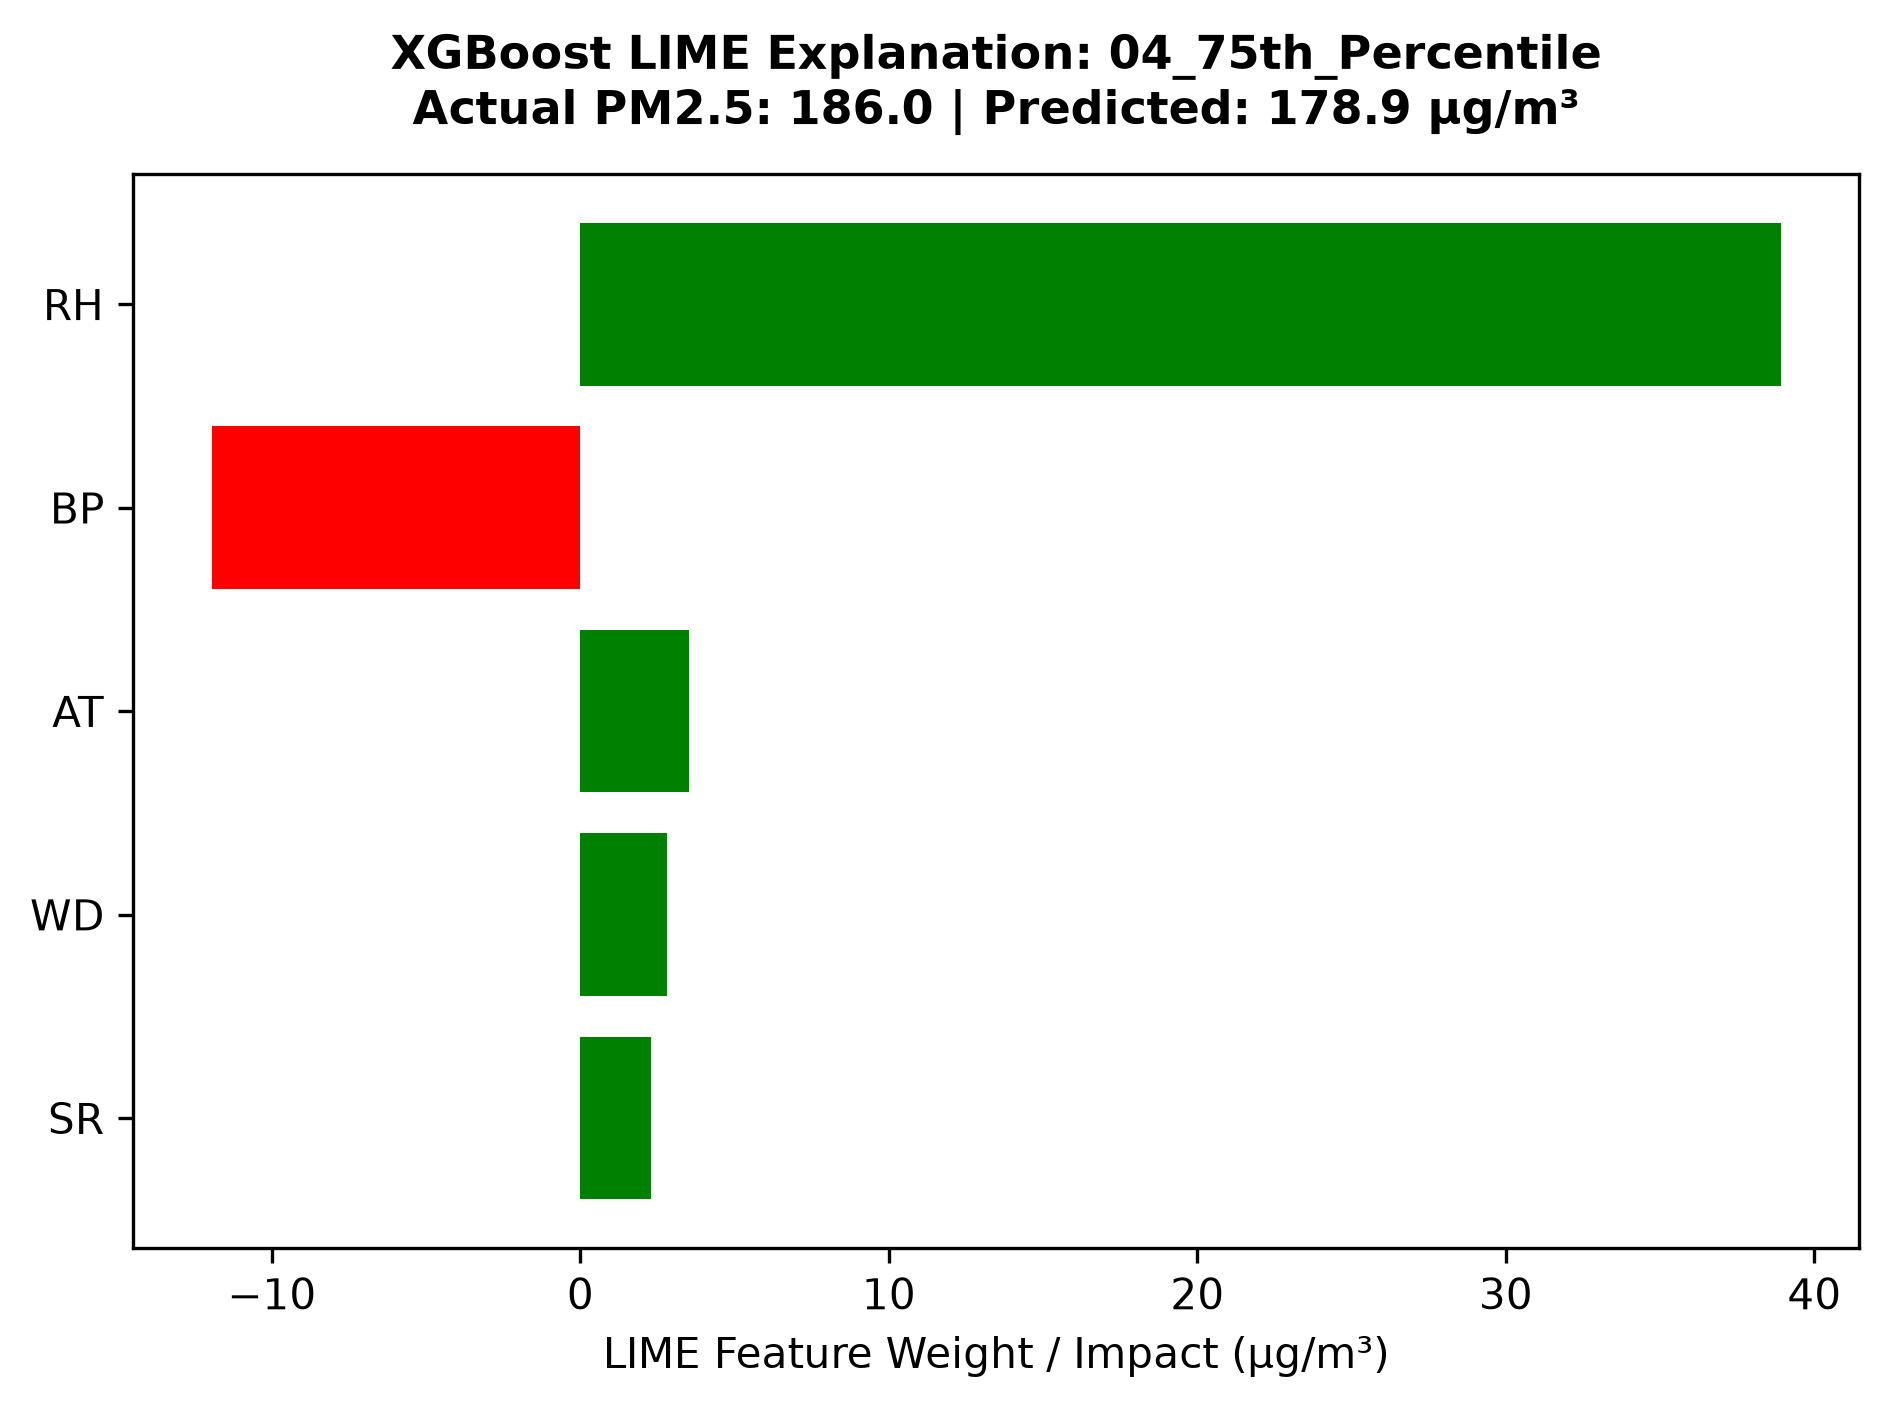 XGBoost LIME Explanation: 04_75th_Percentile
Actual PM2.5: 186.0 | Predicted: 178.9 µg/m³
RH
BP
AT
WD
SR
−10 0 10 20 30 40
LIME Feature Weight / Impact (µg/m³)